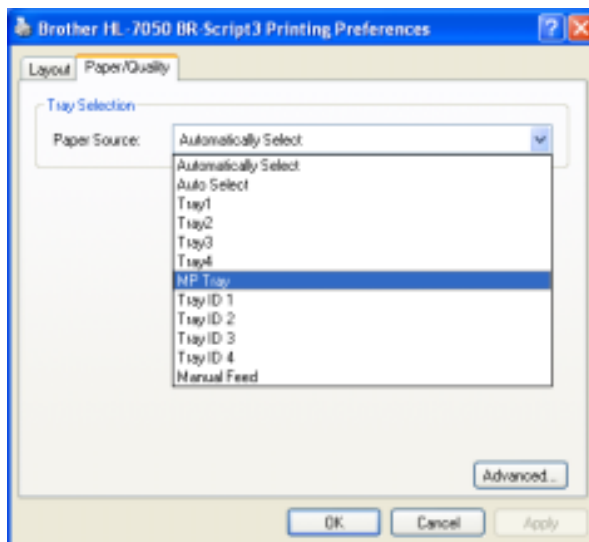 Brother HL-7050 BR-Script3 Printing Preferences
Layout Paper/Quality
Tray Selection
Paper Source: Automatically Select
Automatically Select
Auto Select
Tray1
Tray2
Tray3
Tray4
MP Tray
Tray ID 1
Tray ID 2
Tray ID 3
Tray ID 4
Manual Feed
Advanced...
OK Cancel Apply